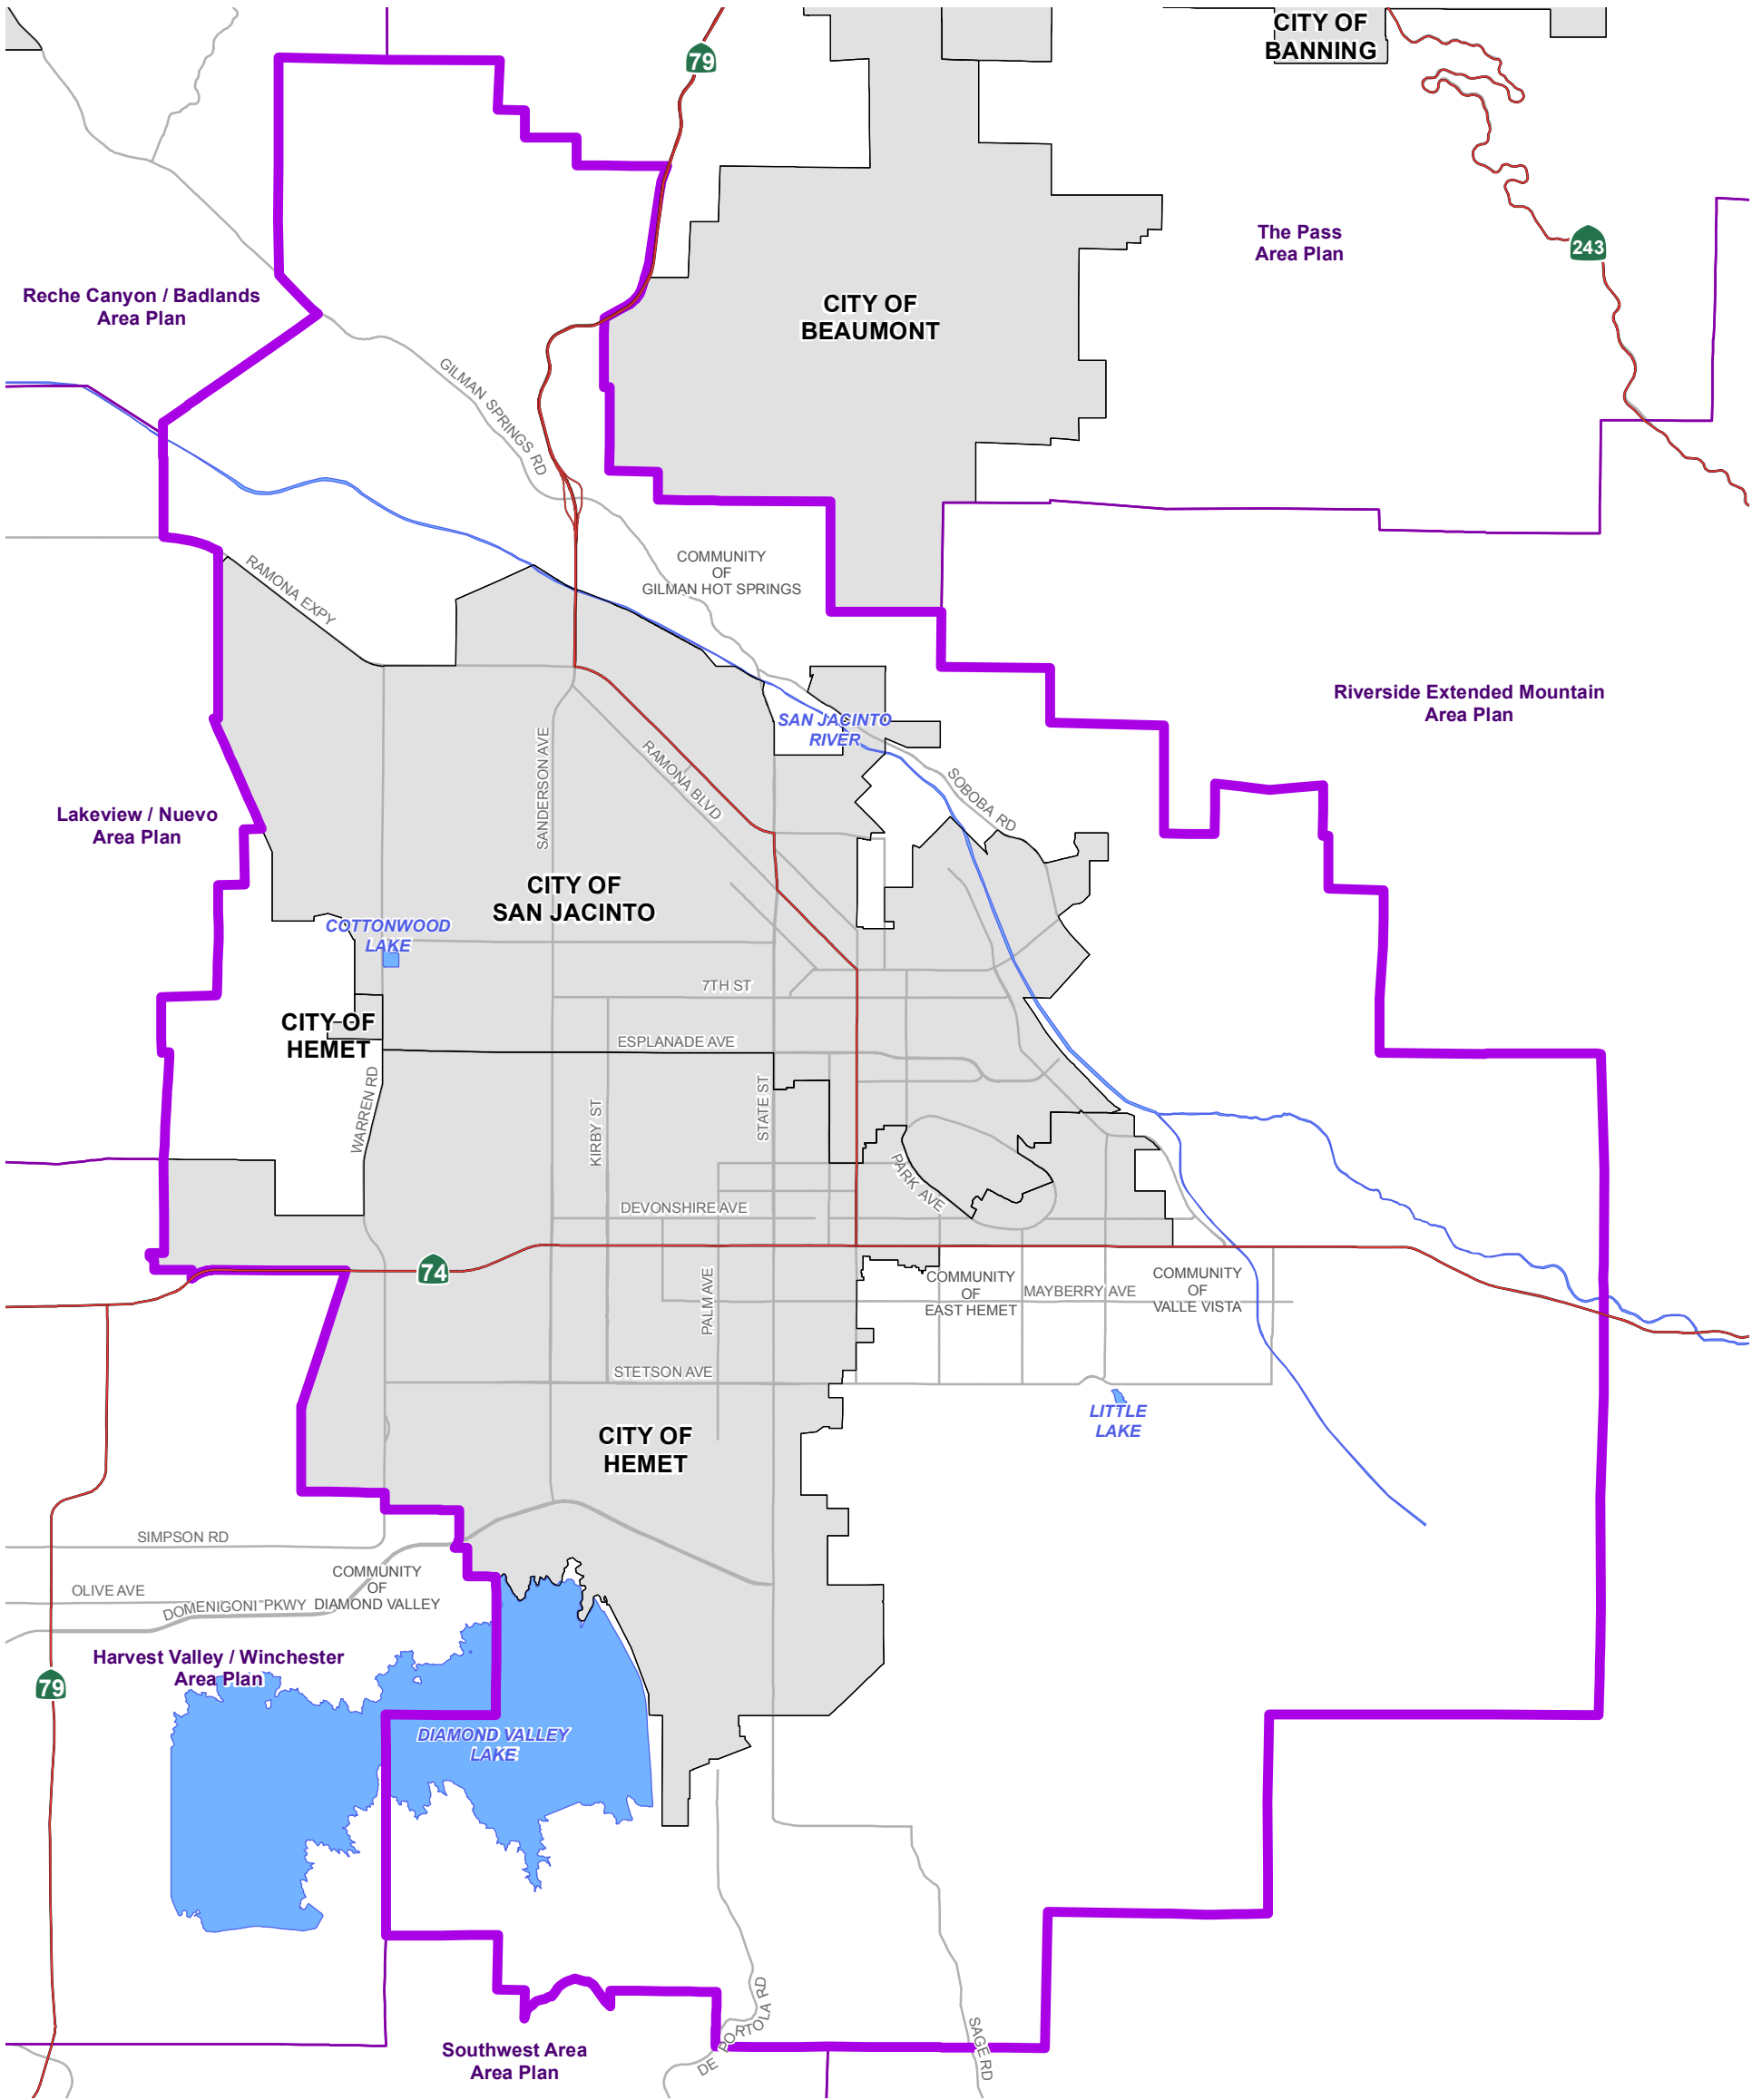 CITY OF
BANNING
79
The Pass
Area Plan
243
Reche Canyon / Badlands
Area Plan
CITY OF
BEAUMONT
GILMAN SPRINGS RD
COMMUNITY
OF
GILMAN HOT SPRINGS
RAMONA EXPY
Riverside Extended Mountain
Area Plan
SAN JACINTO
RIVER
SANDERSON AVE
RAMONA BLVD
SOBOBA RD
Lakeview / Nuevo
Area Plan
CITY OF
SAN JACINTO
COTTONWOOD
LAKE
7TH ST
CITY OF
HEMET
ESPLANADE AVE
WARREN RD
KIRBY ST
STATE ST
PARK AVE
DEVONSHIRE AVE
74
PALM AVE
COMMUNITY
OF
EAST HEMET
MAYBERRY AVE
COMMUNITY
OF
VALLE VISTA
STETSON AVE
LITTLE
LAKE
CITY OF
HEMET
SIMPSON RD
COMMUNITY
OF
DIAMOND VALLEY
OLIVE AVE
DOMENIGONI PKWY
Harvest Valley / Winchester
Area Plan
79
DIAMOND VALLEY
LAKE
DE PORTOLA RD
SAGE RD
Southwest Area
Area Plan